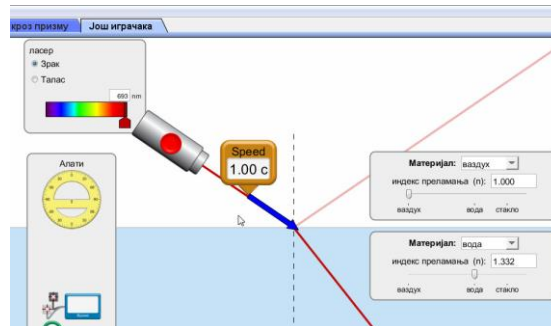 кроз призму
Још играчака
ласер
Зрак
Талас
693 nm
Speed
1.00 c
Алати
Материјал: ваздух
индекс преламања (n): 1.000
ваздух вода стакло
Материјал: вода
индекс преламања (n): 1.332
ваздух вода стакло